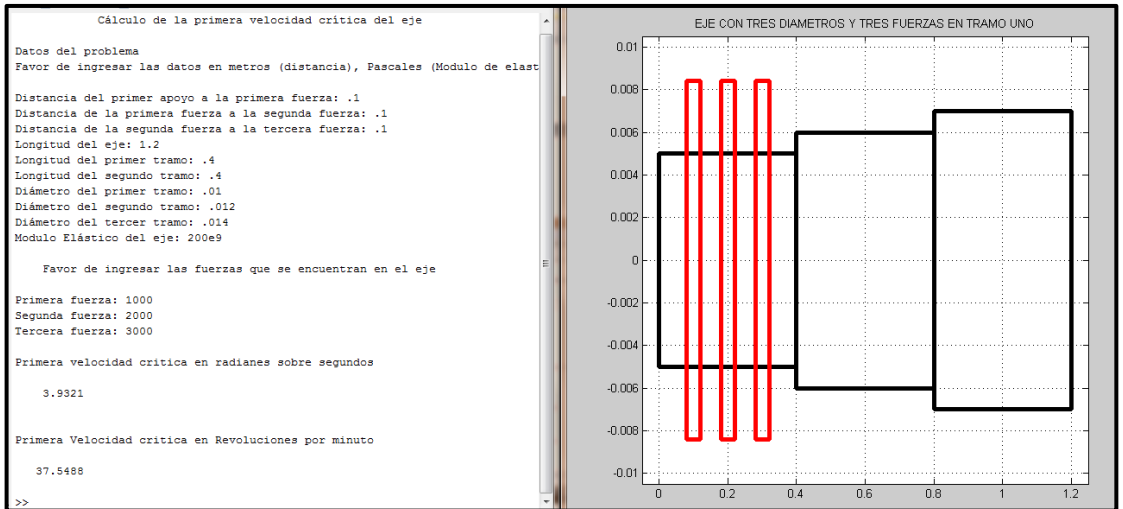 Cálculo de la primera velocidad crítica del eje
Datos del problema
Favor de ingresar las datos en metros (distancia), Pascales (Modulo de elast
Distancia del primer apoyo a la primera fuerza: .1
Distancia de la primera fuerza a la segunda fuerza: .1
Distancia de la segunda fuerza a la tercera fuerza: .1
Longitud del eje: 1.2
Longitud del primer tramo: .4
Longitud del segundo tramo: .4
Diámetro del primer tramo: .01
Diámetro del segundo tramo: .012
Diámetro del tercer tramo: .014
Modulo Elástico del eje: 200e9
Favor de ingresar las fuerzas que se encuentran en el eje
Primera fuerza: 1000
Segunda fuerza: 2000
Tercera fuerza: 3000
Primera velocidad critica en radianes sobre segundos
3.9321
Primera Velocidad critica en Revoluciones por minuto
37.5488
>>
EJE CON TRES DIAMETROS Y TRES FUERZAS EN TRAMO UNO
0.01
0.008
0.006
0.004
0.002
0
-0.002
-0.004
-0.006
-0.008
-0.01
0 0.2 0.4 0.6 0.8 1 1.2